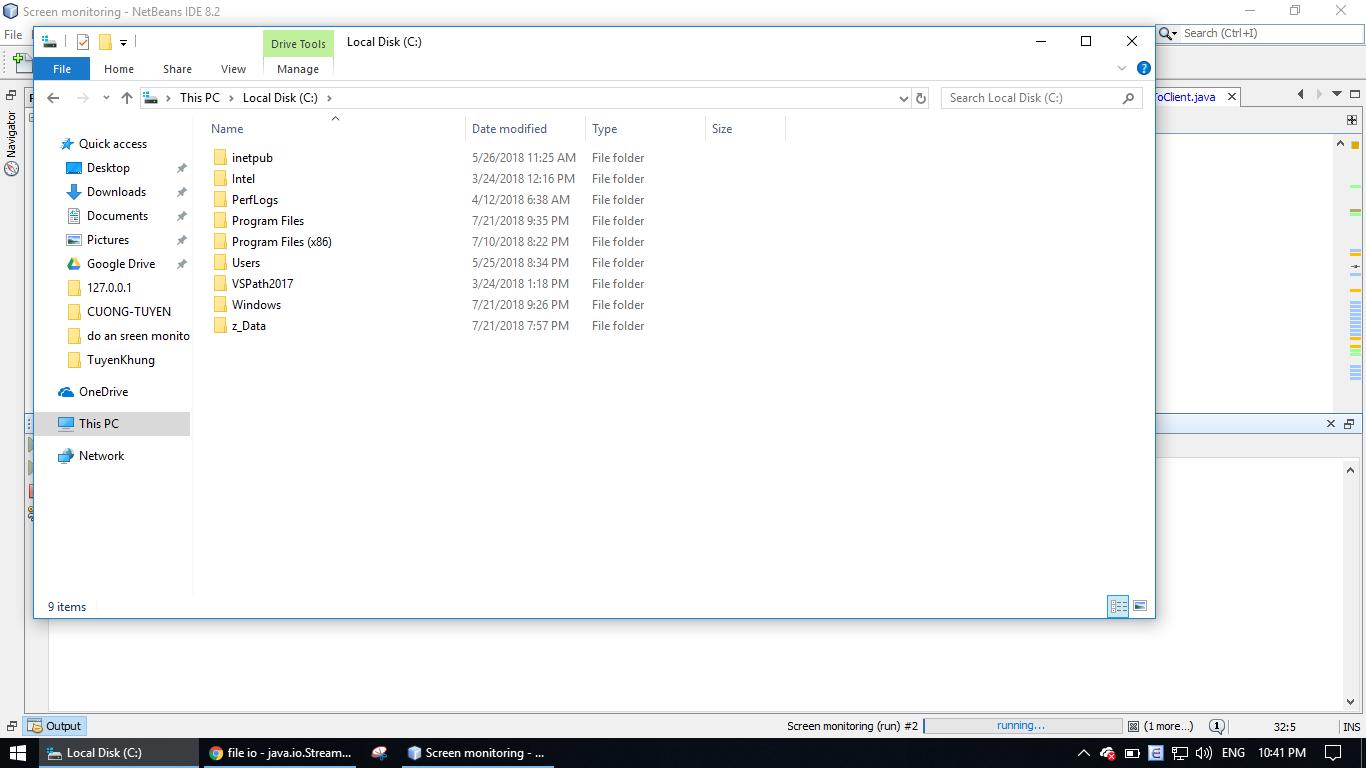 Screen monitoring - NetBeans IDE 8.2
File
Search (Ctrl+I)
Drive Tools
Local Disk (C:)
File Home Share View Manage
This PC Local Disk (C:)
Search Local Disk (C:)
ToClient.java
Navigator
Name Date modified Type Size
Quick access
Desktop
Downloads
Documents
Pictures
Google Drive
127.0.0.1
CUONG-TUYEN
do an sreen monito
TuyenKhung
OneDrive
This PC
Network
inetpub 5/26/2018 11:25 AM File folder
Intel 3/24/2018 12:16 PM File folder
PerfLogs 4/12/2018 6:38 AM File folder
Program Files 7/21/2018 9:35 PM File folder
Program Files (x86) 7/10/2018 8:22 PM File folder
Users 5/25/2018 8:34 PM File folder
VSPath2017 3/24/2018 1:18 PM File folder
Windows 7/21/2018 9:26 PM File folder
z_Data 7/21/2018 7:57 PM File folder
9 items
Output
Screen monitoring (run) #2 running... (1 more...) 1 32:5 INS
Local Disk (C:) file io - java.io.Stream... Screen monitoring - ... ENG 10:41 PM